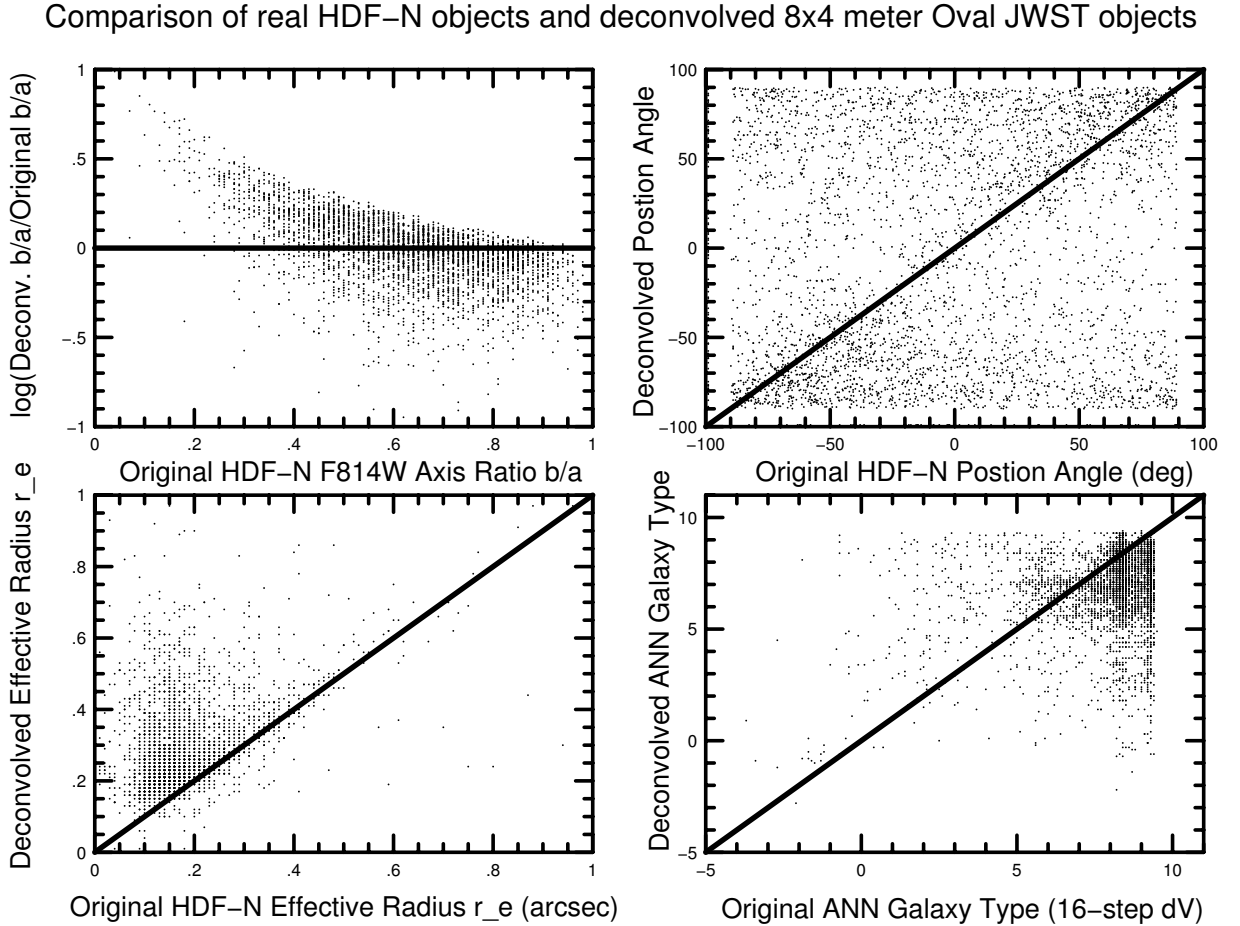 Comparison of real HDF−N objects and deconvolved 8x4 meter Oval JWST objects
log(Deconv. b/a/Original b/a)
1
.5
0
−.5
−1
0 .2 .4 .6 .8 1
Original HDF−N F814W Axis Ratio b/a
Deconvolved Postion Angle
100
50
0
−50
−100
−100 −50 0 50 100
Original HDF−N Postion Angle (deg)
Deconvolved Effective Radius r_e
1
.8
.6
.4
.2
0
0 .2 .4 .6 .8 1
Original HDF−N Effective Radius r_e (arcsec)
Deconvolved ANN Galaxy Type
10
5
0
−5
−5 0 5 10
Original ANN Galaxy Type (16−step dV)